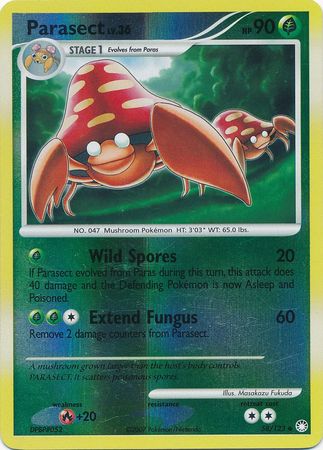 Parasect LV.36 HP 90
STAGE 1 Evolves from Paras
NO. 047 Mushroom Pokémon HT: 3'03" WT: 65.0 lbs.
Wild Spores 20
If Parasect evolved from Paras during this turn, this attack does
40 damage and the Defending Pokémon is now Asleep and
Poisoned.
Extend Fungus 60
Remove 2 damage counters from Parasect.
A mushroom grown larger than the host's body controls
PARASECT. It scatters poisonous spores.
Illus. Masakazu Fukuda
weakness resistance retreat cost
+20
DPBP#052 ©2007 Pokémon/Nintendo 58/123